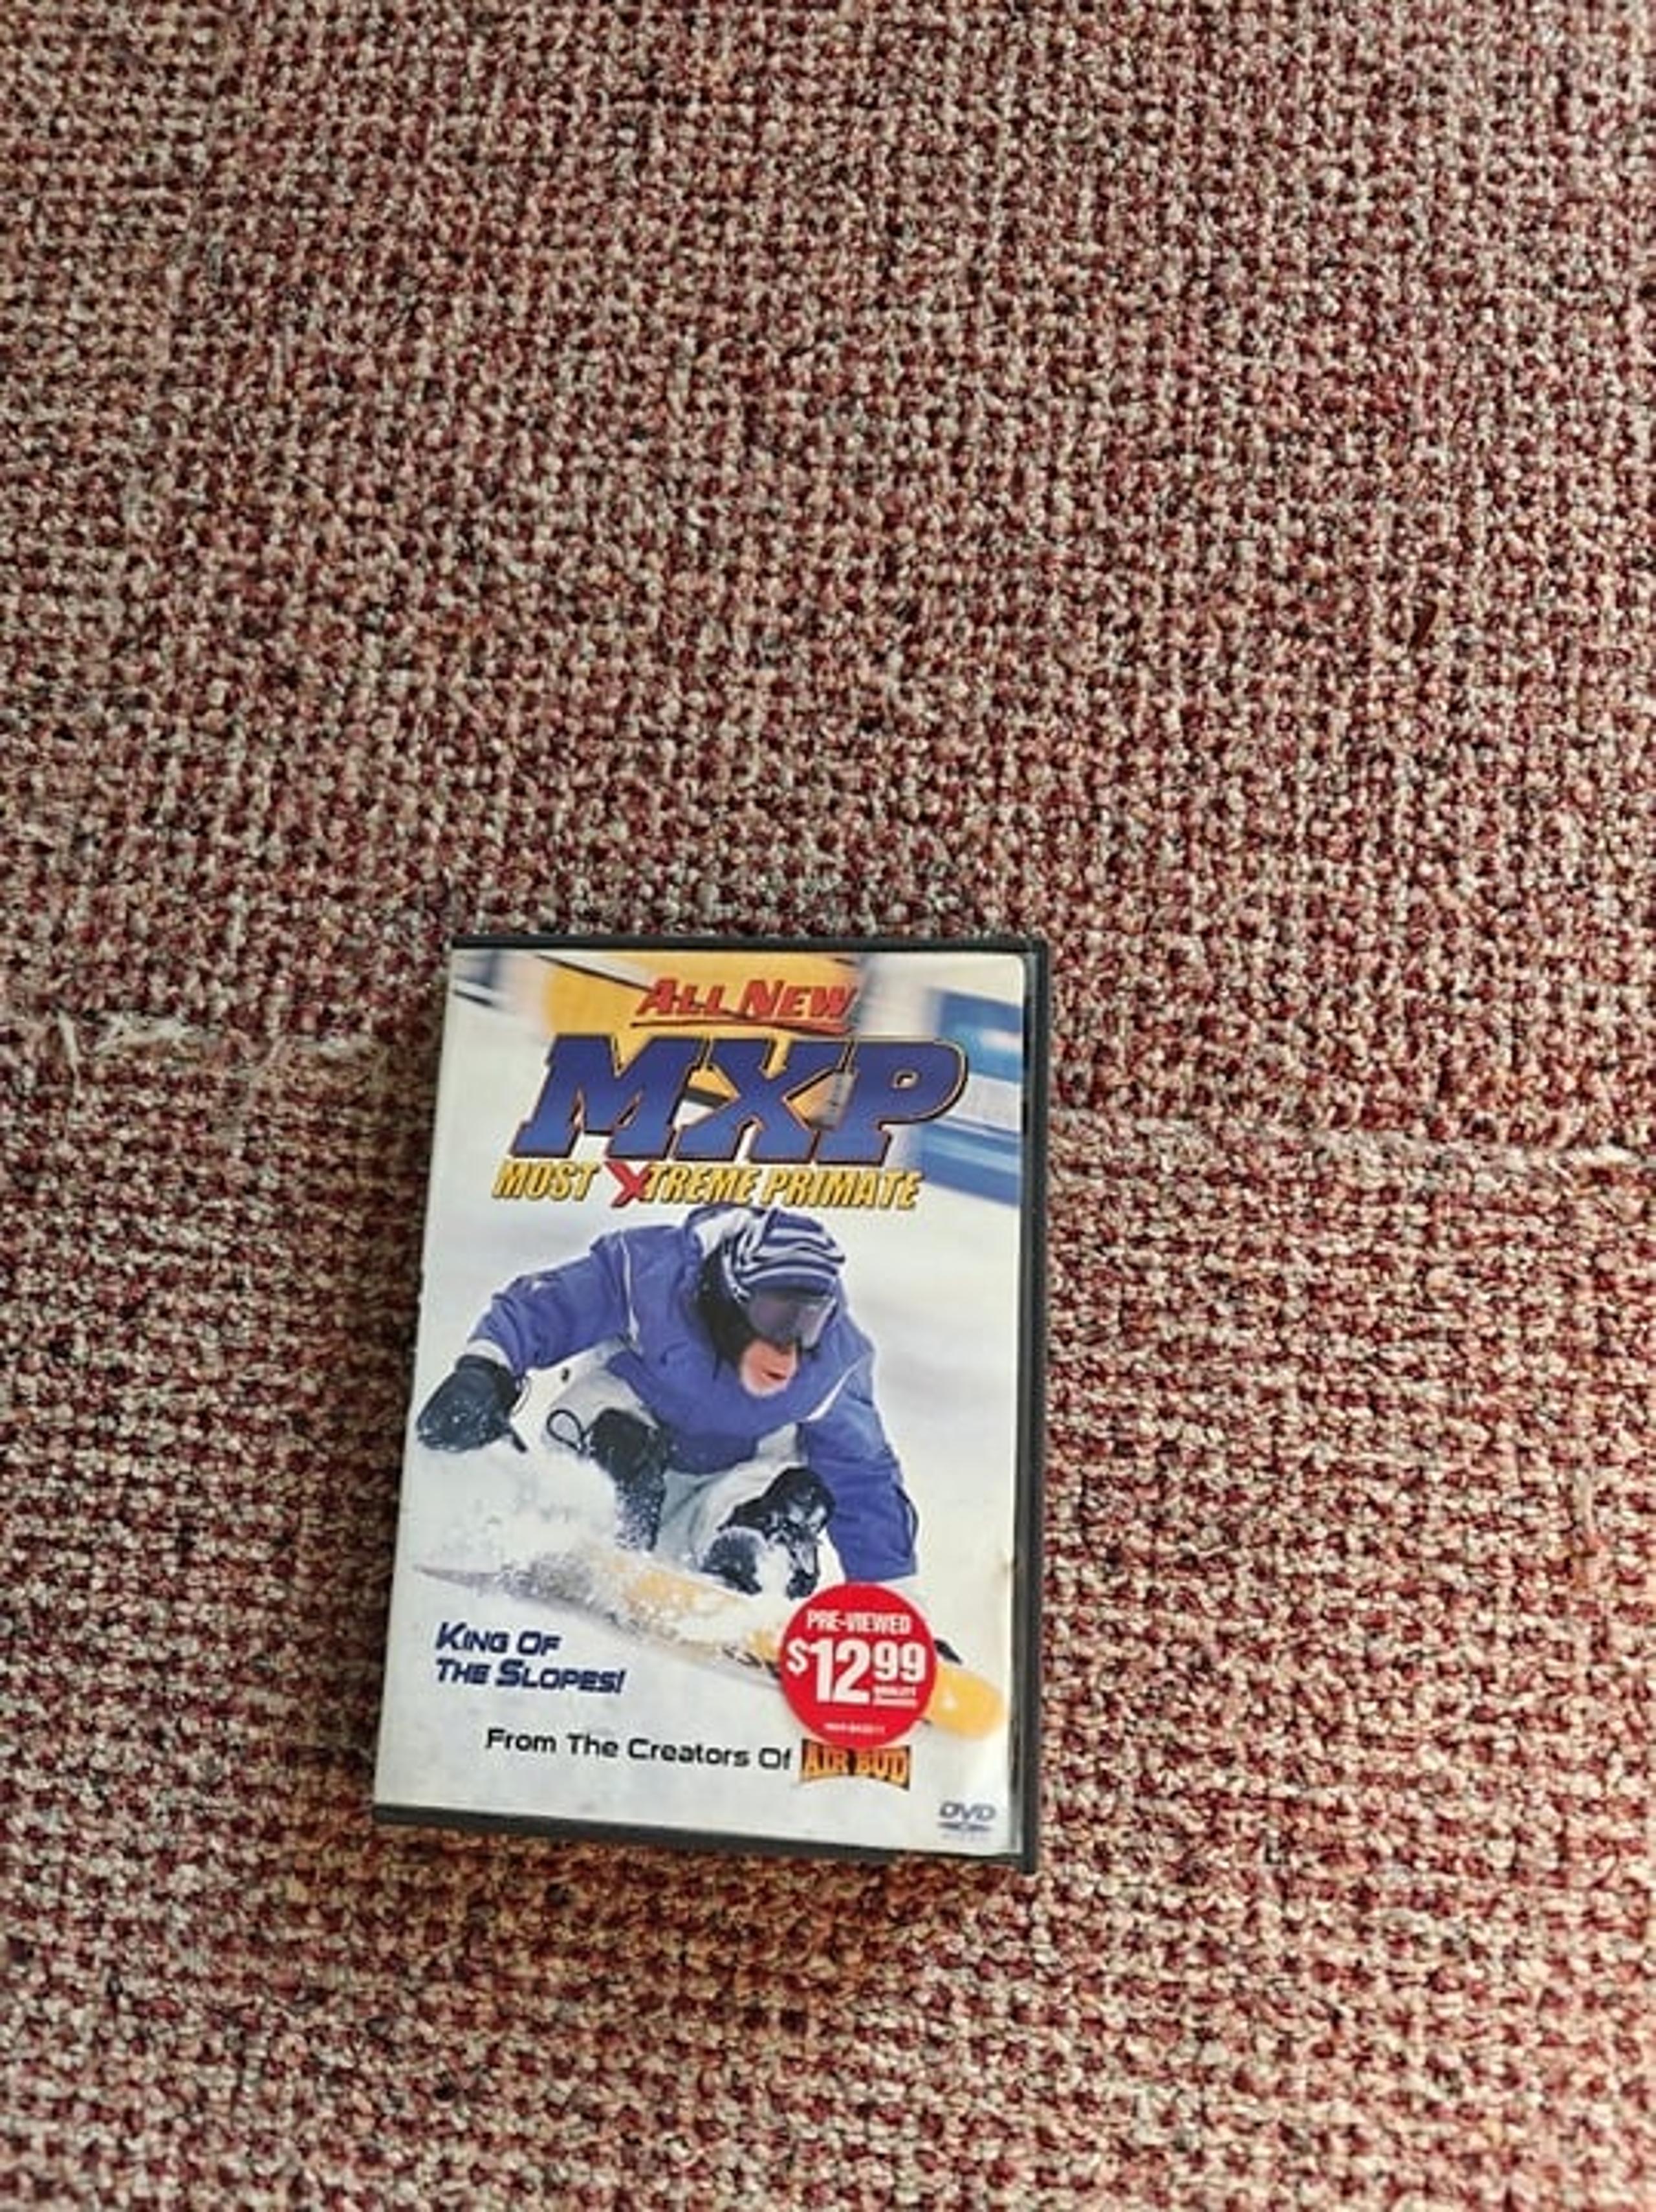 ALL NEW
MXP
MOST XTREME PRIMATE
PRE-VIEWED
$12.99
KING OF
THE SLOPES!
From The Creators Of AIR BUD
DVD